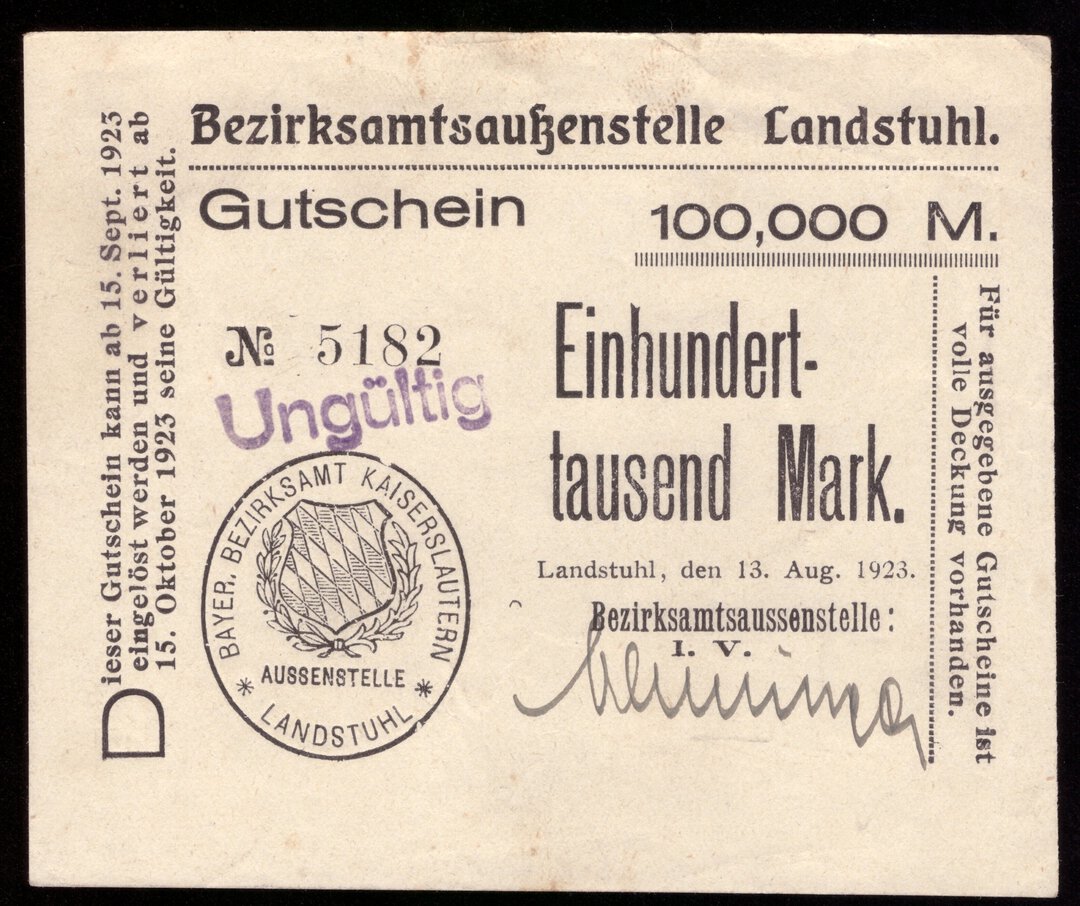 Bezirksamtsaußenstelle Landstuhl.
Gutschein
100,000 M.
№ 5182
Ungültig
Einhundert-
tausend Mark.
Landstuhl, den 13. Aug. 1923.
Bezirksamtsaussenstelle:
I. V.
BAYER. BEZIRKSAMT KAISERSLAUTERN
AUSSENSTELLE
* LANDSTUHL *
Dieser Gutschein kann ab 15. Sept. 1923
eingelöst werden und verliert ab
15. Oktober 1923 seine Gültigkeit.
Für ausgegebene Gutscheine ist
volle Deckung vorhanden.